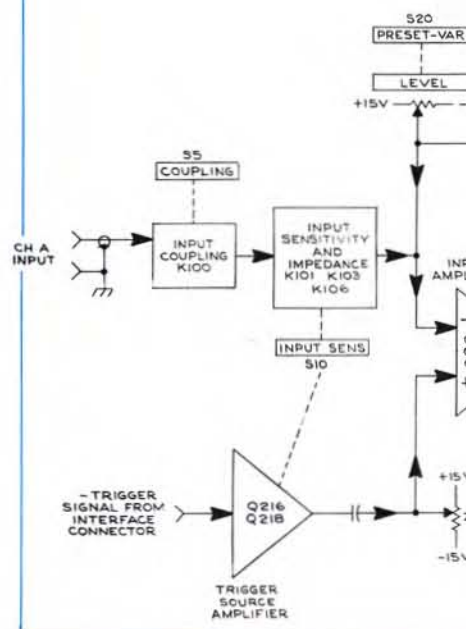 S20
PRESET-VAR
LEVEL
+15V
S5
COUPLING
CH A
INPUT
INPUT
COUPLING
K100
INPUT
SENSITIVITY
AND
IMPEDANCE
K101 K103
K106
AMPLI
INPUT SENS
S10
-TRIGGER
SIGNAL FROM
INTERFACE
CONNECTOR
Q216
Q218
TRIGGER
SOURCE
AMPLIFIER
+15V
-15V